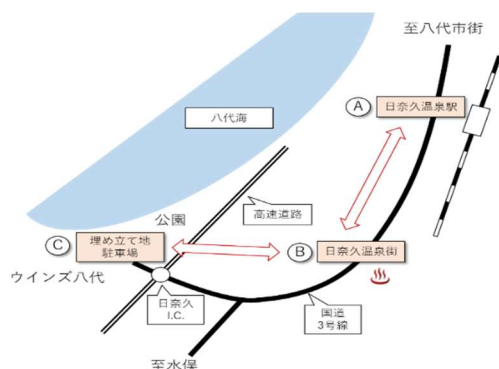 至八代市街
A
日奈久温泉駅
八代海
公園
高速道路
C
埋め立て地
駐車場
B
日奈久温泉街
ウインズ八代
日奈久
I.C.
国道
3号線
至水俣